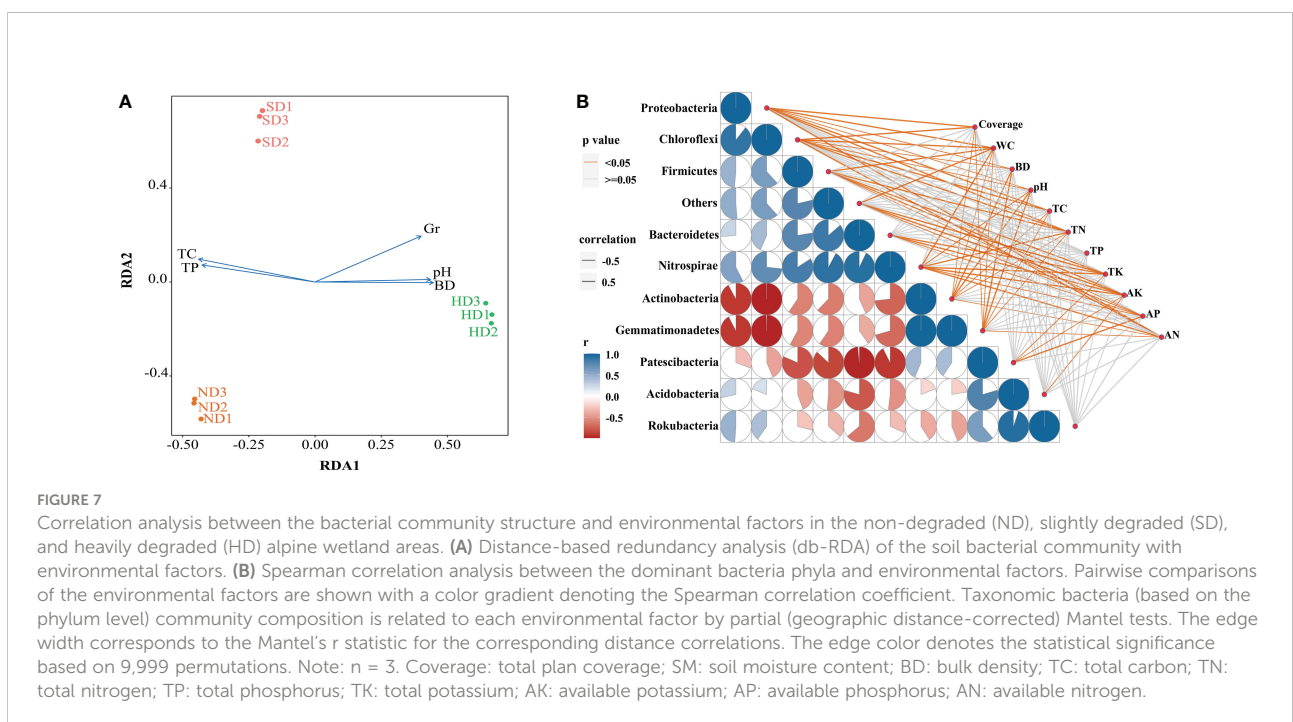 A
SD1
SD3
SD2
0.4
Gr
TC
TP
pH
BD
0.0
RDA2
HD3
HD1
HD2
-0.4
ND3
ND2
ND1
-0.50 -0.25 0.00 0.25 0.50
RDA1
B
p value
<0.05
>=0.05
correlation
-0.5
0.5
r
1.0
0.5
0.0
-0.5
Proteobacteria
Chloroflexi
Firmicutes
Others
Bacteroidetes
Nitrospirae
Actinobacteria
Gemmatimonadetes
Patescibacteria
Acidobacteria
Rokubacteria
Coverage
WC
BD
pH
TC
TN
TP
TK
AK
AP
AN
FIGURE 7
Correlation analysis between the bacterial community structure and environmental factors in the non-degraded (ND), slightly degraded (SD),
and heavily degraded (HD) alpine wetland areas. (A) Distance-based redundancy analysis (db-RDA) of the soil bacterial community with
environmental factors. (B) Spearman correlation analysis between the dominant bacteria phyla and environmental factors. Pairwise comparisons
of the environmental factors are shown with a color gradient denoting the Spearman correlation coefficient. Taxonomic bacteria (based on the
phylum level) community composition is related to each environmental factor by partial (geographic distance-corrected) Mantel tests. The edge
width corresponds to the Mantel's r statistic for the corresponding distance correlations. The edge color denotes the statistical significance
based on 9,999 permutations. Note: n = 3. Coverage: total plan coverage; SM: soil moisture content; BD: bulk density; TC: total carbon; TN:
total nitrogen; TP: total phosphorus; TK: total potassium; AK: available potassium; AP: available phosphorus; AN: available nitrogen.